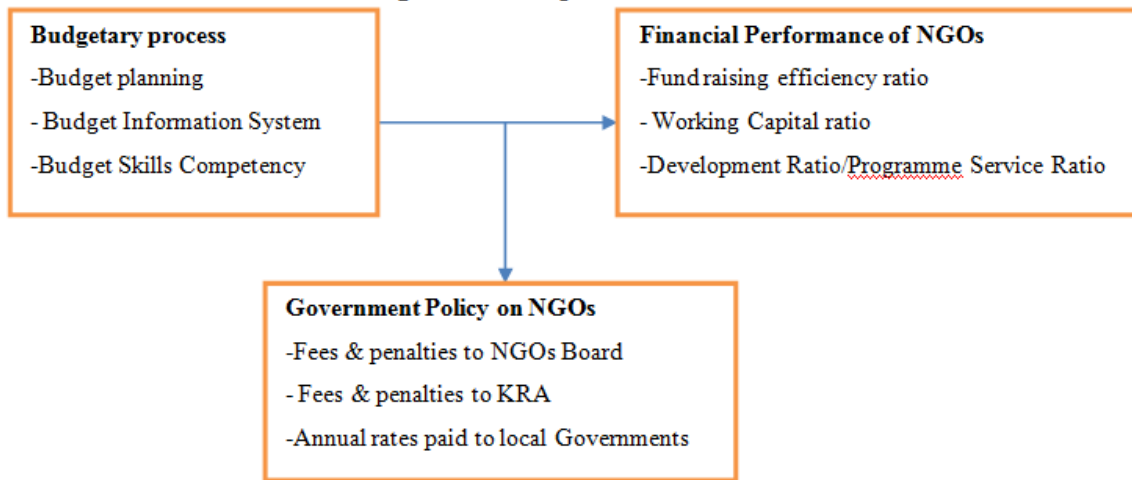 Budgetary process
-Budget planning
- Budget Information System
-Budget Skills Competency
Financial Performance of NGOs
-Fund raising efficiency ratio
- Working Capital ratio
-Development Ratio/Programme Service Ratio
Government Policy on NGOs
-Fees & penalties to NGOs Board
- Fees & penalties to KRA
-Annual rates paid to local Governments